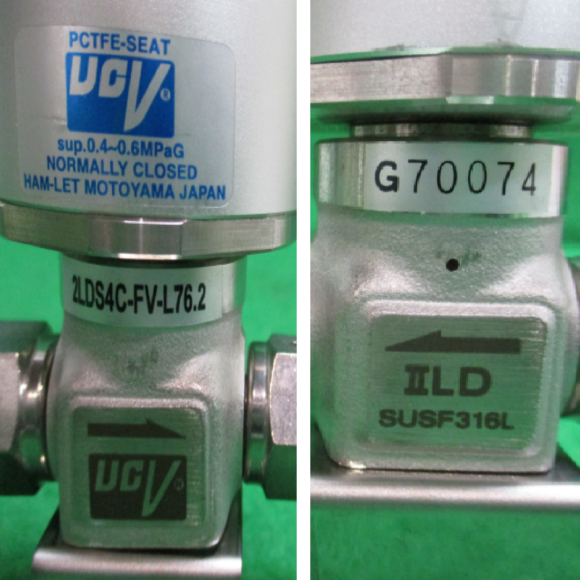 PCTFE-SEAT
UCV®
sup.0.4~0.6MPaG
NORMALLY CLOSED
HAM-LET MOTOYAMA JAPAN
2LDS4C-FV-L76.2
UCV®
G70074
ⅡLD
SUSF316L